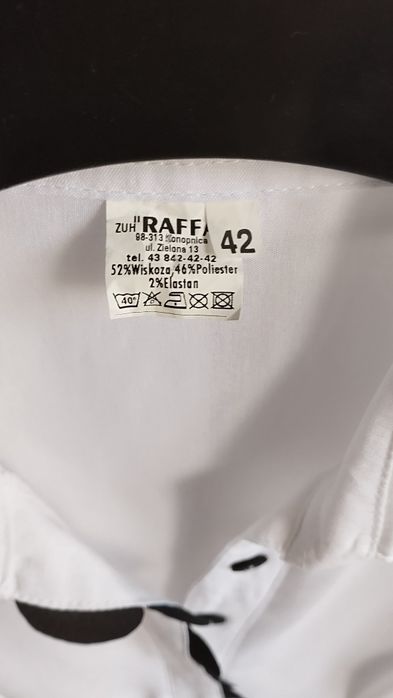 ZUH "RAFFA
98-313 Konopnica
ul. Zielona 13
42
tel. 43 842-42-42
52%Wiskoza, 46%Poliester
2%Elastan
40°